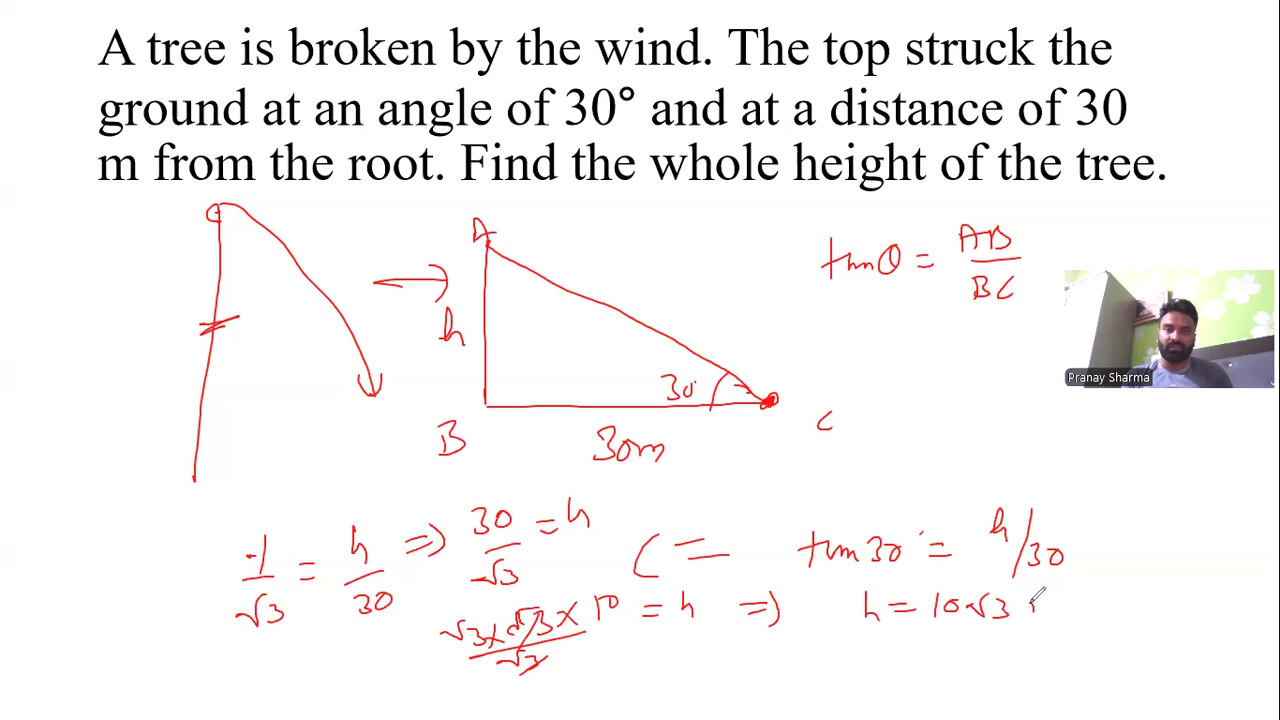 A tree is broken by the wind. The top struck the
ground at an angle of 30° and at a distance of 30
m from the root. Find the whole height of the tree.
A
tanθ = AB/BC
h
30°
Pranay Sharma
B
30m
C
1/√3 = h/30 ⇒ 30/√3 = h
⇐ tan30° = h/30
√3×√3×10/√3 = h ⇒ h = 10√3